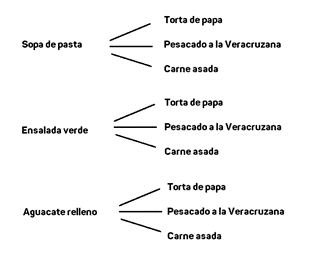 Torta de papa
Sopa de pasta
Pesacado a la Veracruzana
Carne asada
Torta de papa
Ensalada verde
Pesacado a la Veracruzana
Carne asada
Torta de papa
Aguacate relleno
Pesacado a la Veracruzana
Carne asada